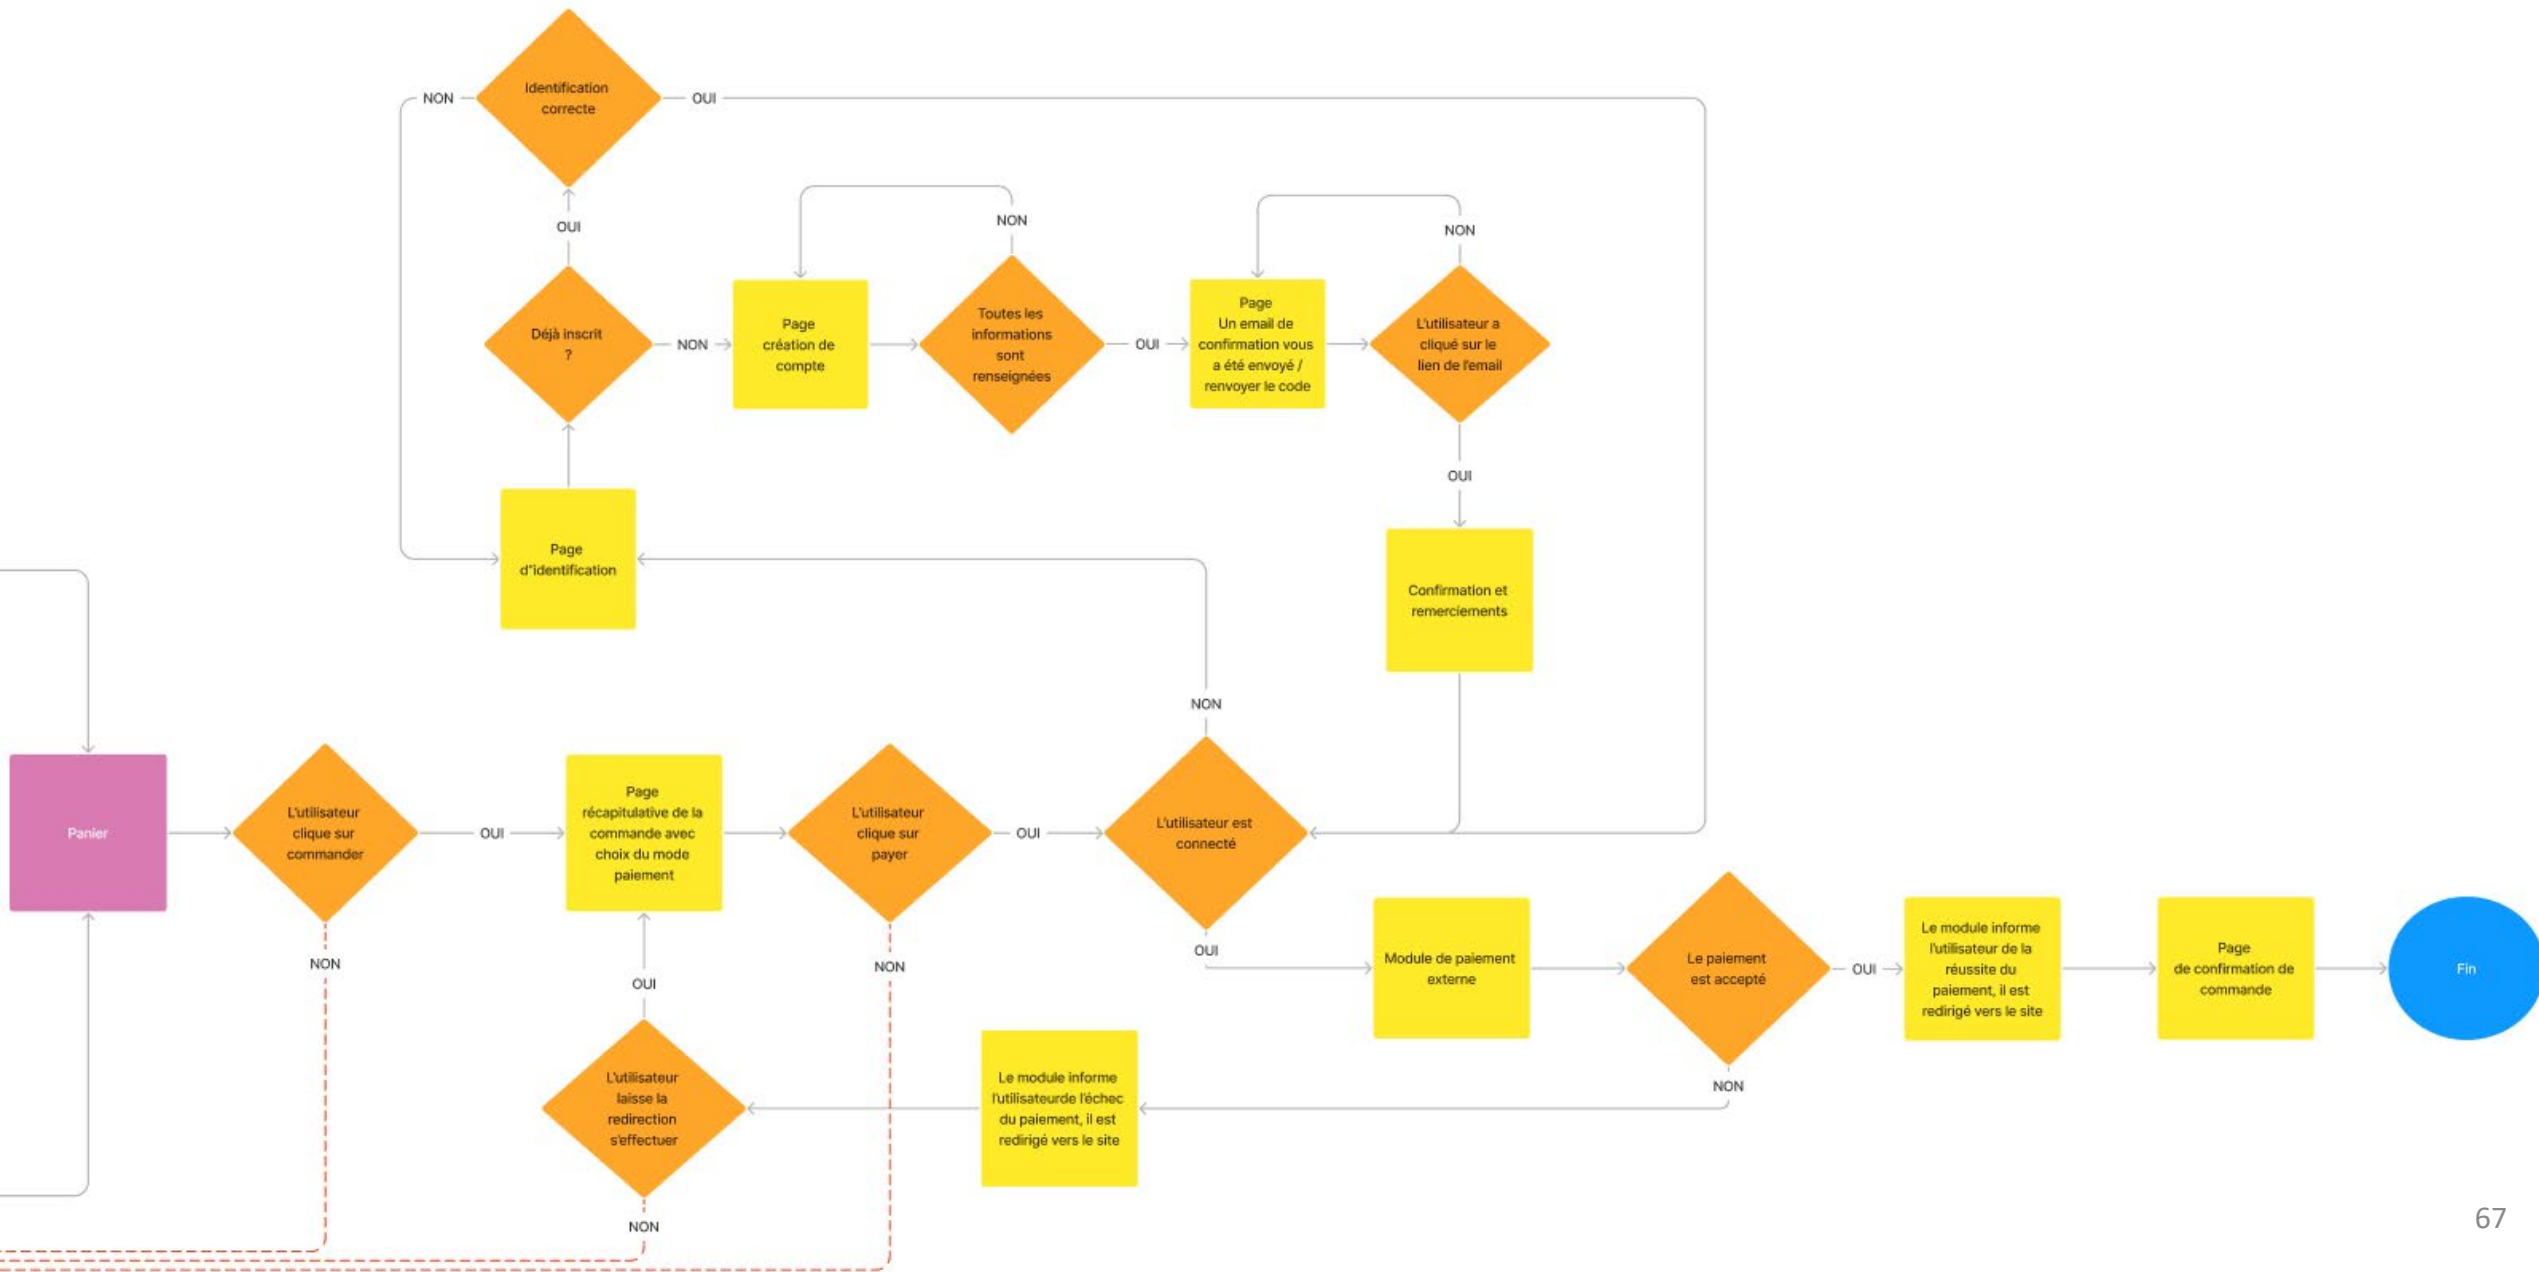 Identification
correcte
NON
OUI
OUI
NON
NON
Déjà inscrit
?
NON
Page
création de
compte
Toutes les
informations
sont
renseignées
OUI
Page
Un email de
confirmation vous
a été envoyé /
renvoyer le code
L'utilisateur a
cliqué sur le
lien de l'email
OUI
Page
d"identification
Confirmation et
remerciements
NON
Panier
L'utilisateur
clique sur
commander
OUI
Page
récapitulative de la
commande avec
choix du mode
paiement
L'utilisateur
clique sur
payer
OUI
L'utilisateur est
connecté
NON
OUI
NON
OUI
Module de paiement
externe
Le paiement
est accepté
OUI
Le module informe
l'utilisateur de la
réussite du
paiement, il est
redirigé vers le site
Page
de confirmation de
commande
Fin
L'utilisateur
laisse la
redirection
s'effectuer
Le module informe
l'utilisateurde l'échec
du paiement, il est
redirigé vers le site
NON
NON
67